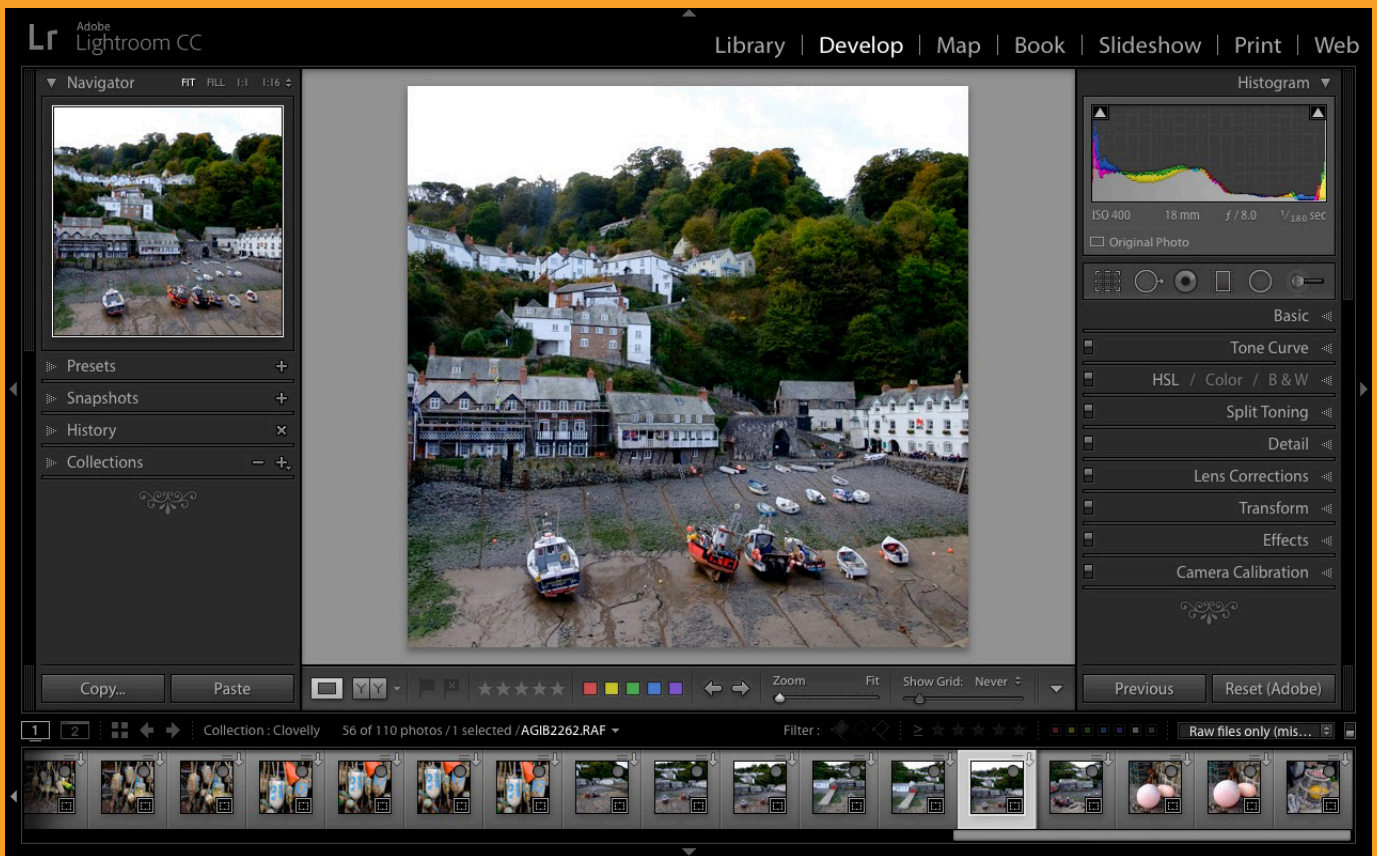 Lr Adobe
Lightroom CC
Library | Develop | Map | Book | Slideshow | Print | Web
Navigator FIT FILL 1:1 1:16
Histogram
ISO 400 18 mm ƒ / 8.0 1/180 sec
Original Photo
Basic
Tone Curve
HSL / Color / B & W
Split Toning
Detail
Lens Corrections
Transform
Effects
Camera Calibration
Presets
Snapshots
History
Collections
Copy... Paste
Y Y
Zoom Fit
Show Grid: Never
Previous Reset (Adobe)
1 2 Collection : Clovelly 56 of 110 photos / 1 selected / AGIB2262.RAF
Filter : Raw files only (mis...